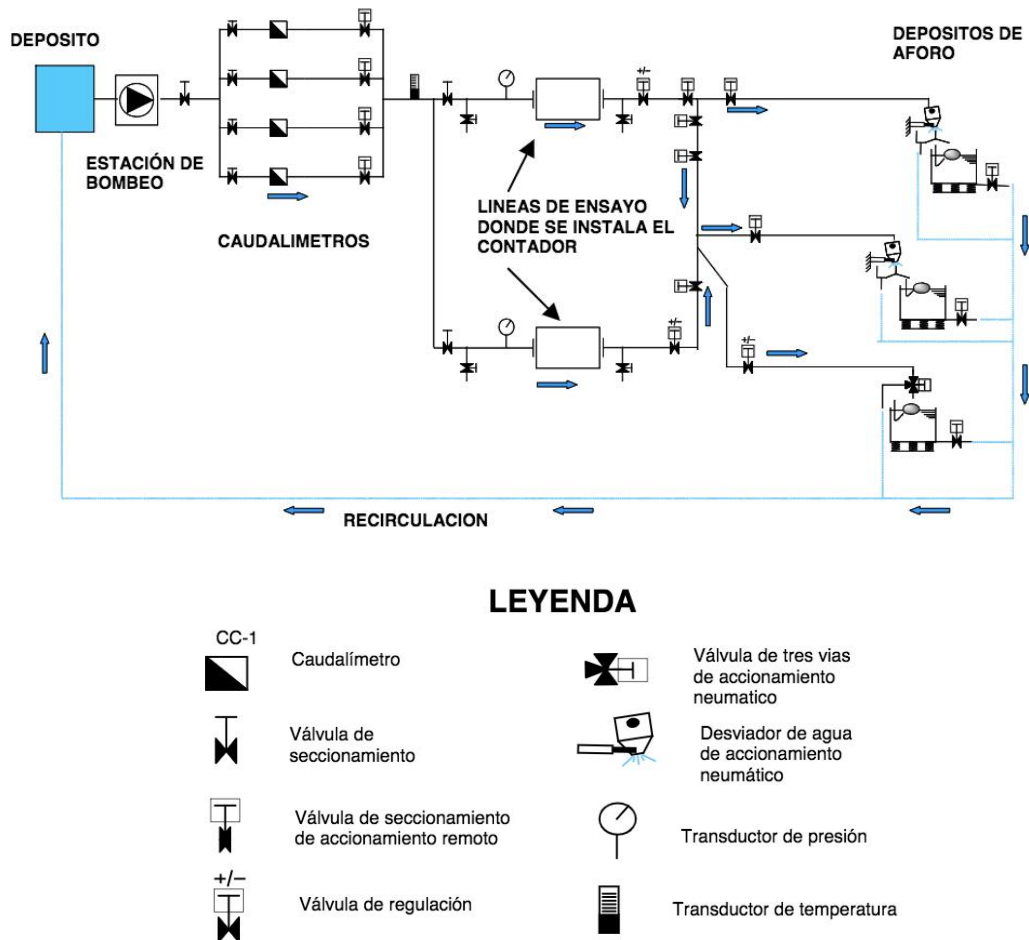 DEPOSITO
DEPOSITOS DE
AFORO
+/–
ESTACIÓN DE
BOMBEO
CAUDALIMETROS
LINEAS DE ENSAYO
DONDE SE INSTALA EL
CONTADOR
+/–
+/–
RECIRCULACION
LEYENDA
CC-1
Caudalímetro
Válvula de
seccionamiento
Válvula de seccionamiento
de accionamiento remoto
+/–
Válvula de regulación
Válvula de tres vias
de accionamiento
neumatico
Desviador de agua
de accionamiento
neumático
Transductor de presión
Transductor de temperatura